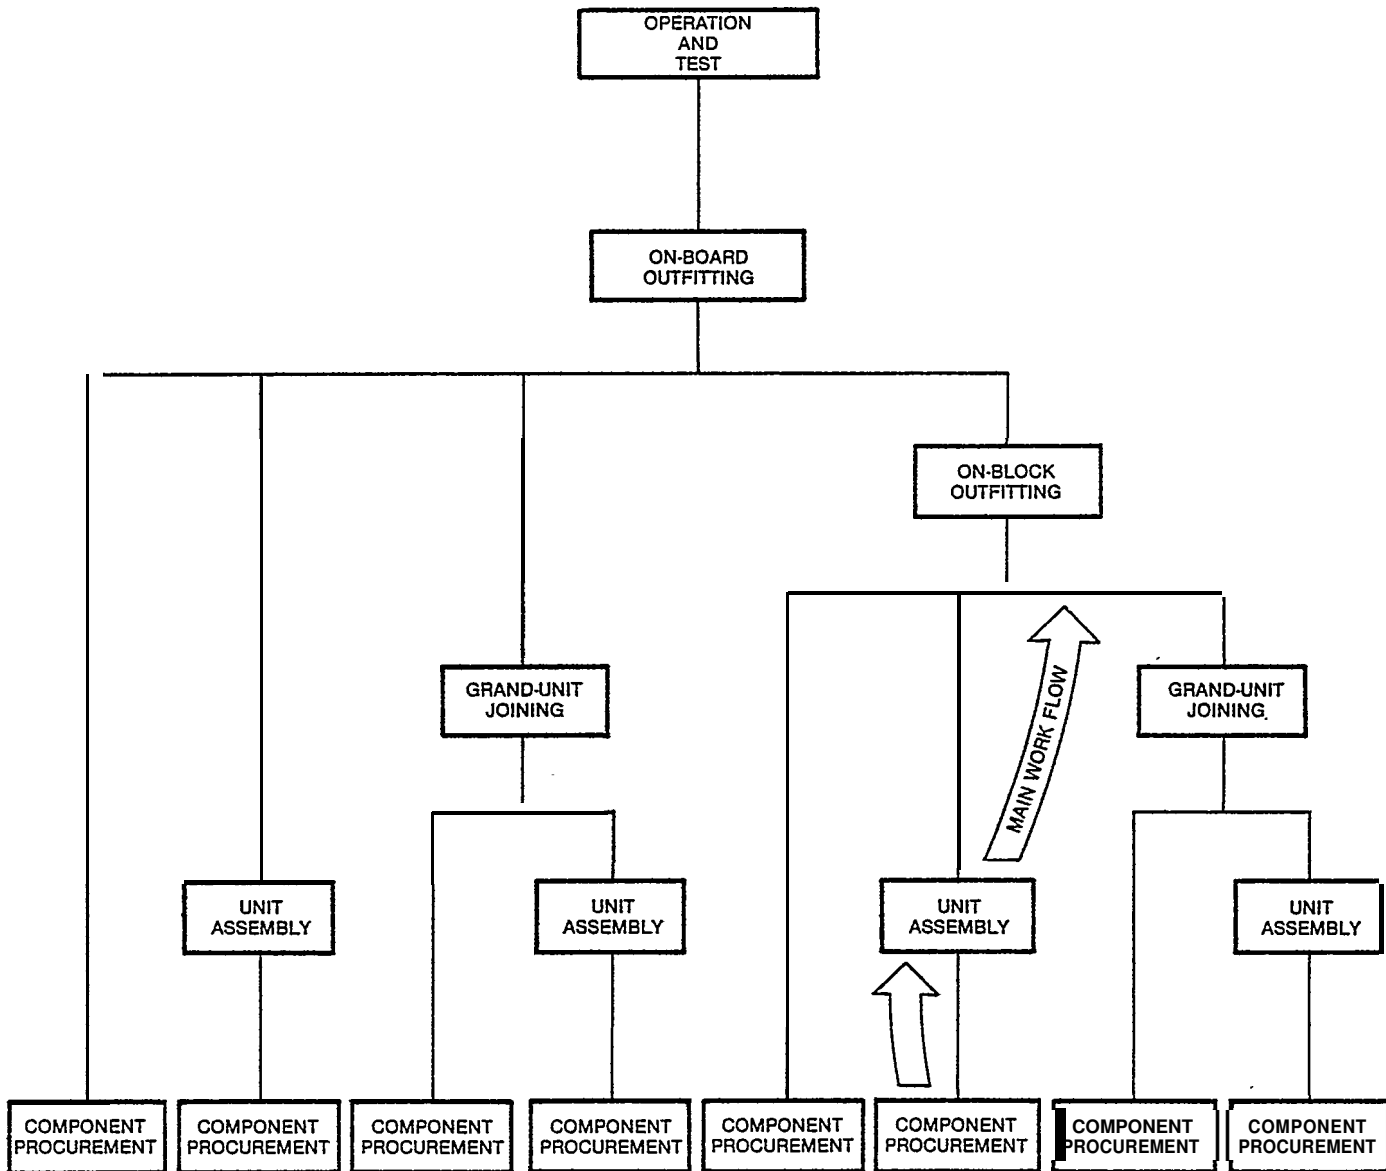 OPERATION
AND
TEST
ON-BOARD
OUTFITTING
ON-BLOCK
OUTFITTING
GRAND-UNIT
JOINING
MAIN WORK FLOW
GRAND-UNIT
JOINING
UNIT
ASSEMBLY
UNIT
ASSEMBLY
UNIT
ASSEMBLY
UNIT
ASSEMBLY
COMPONENT
PROCUREMENT
COMPONENT
PROCUREMENT
COMPONENT
PROCUREMENT
COMPONENT
PROCUREMENT
COMPONENT
PROCUREMENT
COMPONENT
PROCUREMENT
COMPONENT
PROCUREMENT
COMPONENT
PROCUREMENT